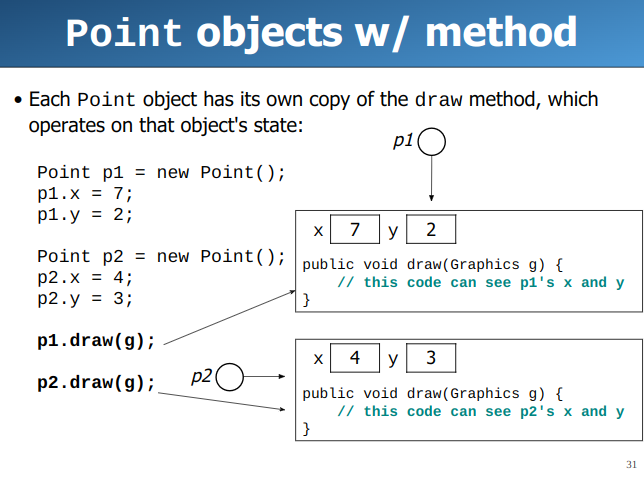 Point objects w/ method
• Each Point object has its own copy of the draw method, which
operates on that object's state:
p1
Point p1 = new Point();
p1.x = 7;
p1.y = 2;
x 7 y 2
public void draw(Graphics g) {
// this code can see p1's x and y
}
Point p2 = new Point();
p2.x = 4;
p2.y = 3;
p1.draw(g);
p2.draw(g);
p2
x 4 y 3
public void draw(Graphics g) {
// this code can see p2's x and y
}
31